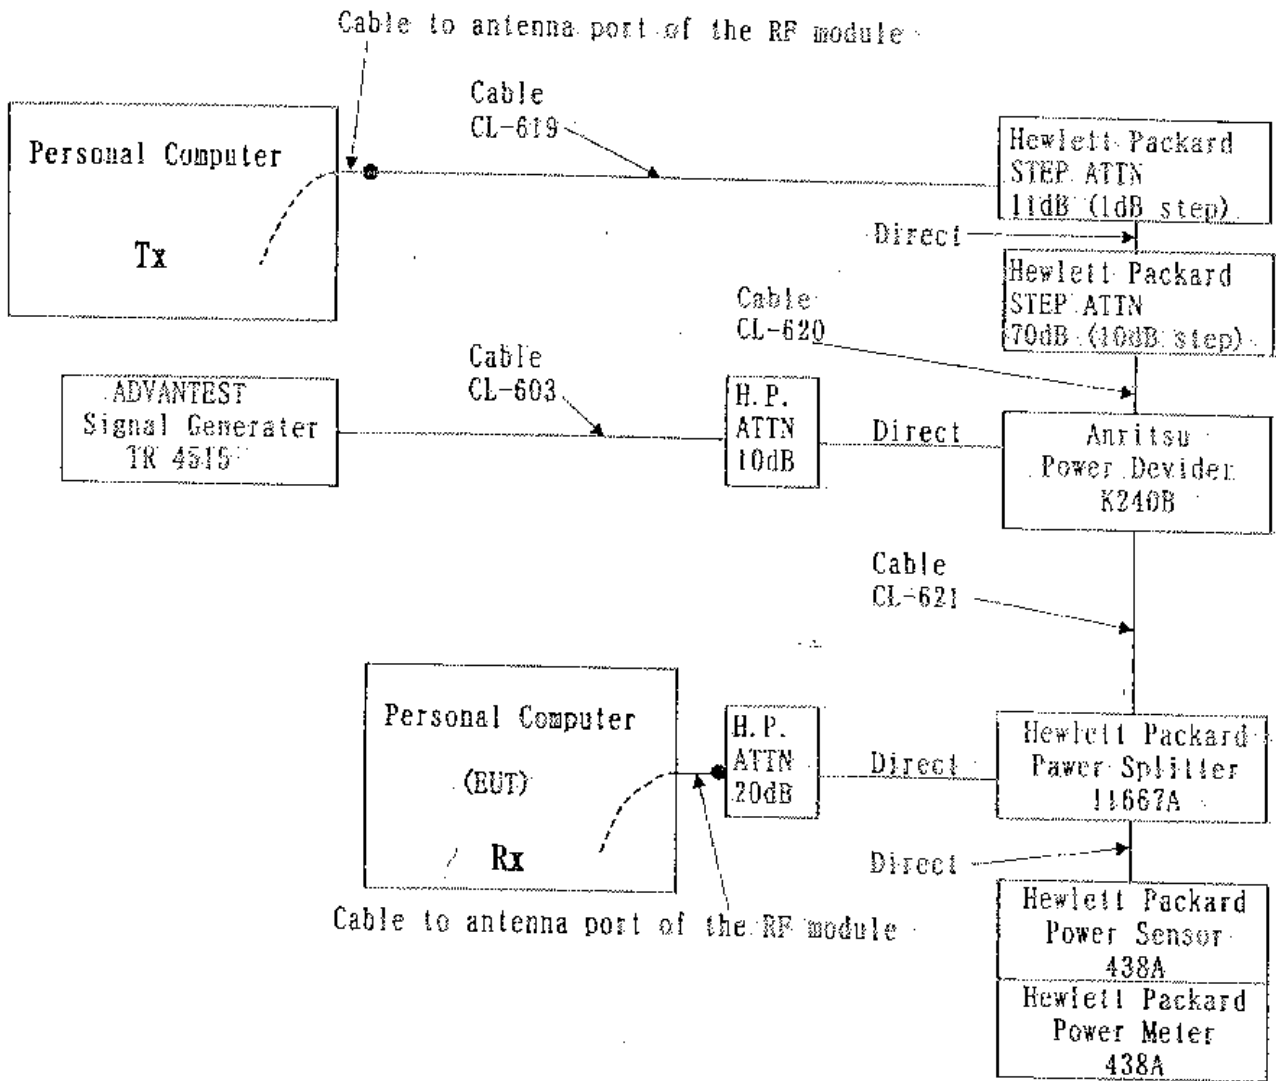 Cable to antenna port of the RF module
Cable
CL-619
Personal Computer
Tx
Hewlett Packard
STEP ATTN
11dB (1dB step)
Direct
Hewlett Packard
STEP ATTN
70dB (10dB step)
Cable
CL-620
Cable
CL-603
ADVANTEST
Signal Generater
TR 4515
H.P.
ATTN
10dB
Direct
Anritsu
Power Devider
K240B
Cable
CL-621
Personal Computer
(EUT)
Rx
H.P.
ATTN
20dB
Direct
Hewlett Packard
Pawer Splitter
11667A
Direct
Cable to antenna port of the RF module
Hewlett Packard
Power Sensor
438A
Hewlett Packard
Power Meter
438A